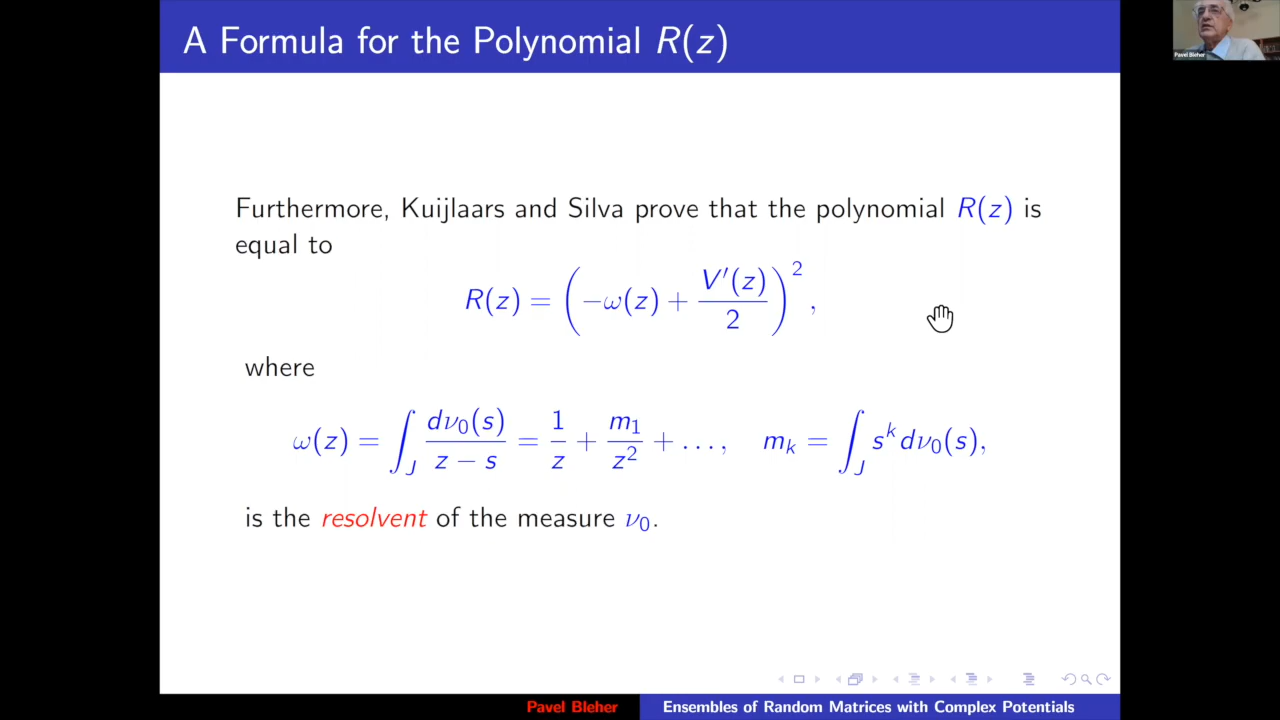 A Formula for the Polynomial R(z)
Pavel Bleher
Furthermore, Kuijlaars and Silva prove that the polynomial R(z) is
equal to
R(z) = (−ω(z) + V′(z)/2)²,
where
ω(z) = ∫_J dν₀(s)/(z − s) = 1/z + m₁/z² + . . . , m_k = ∫_J s^k dν₀(s),
is the resolvent of the measure ν₀.
Pavel Bleher
Ensembles of Random Matrices with Complex Potentials